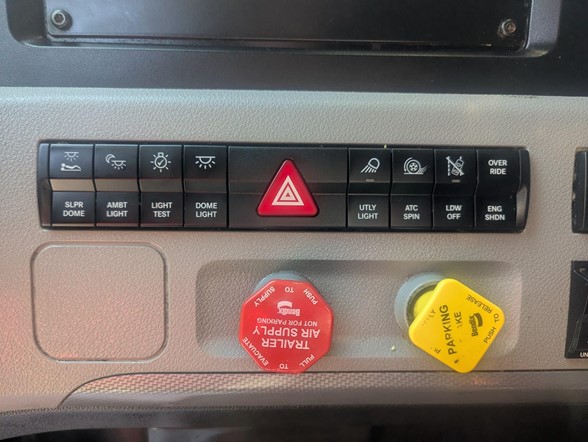 OVER
RIDE
SLPR
DOME
AMBT
LIGHT
LIGHT
TEST
DOME
LIGHT
UTLY
LIGHT
ATC
SPIN
LDW
OFF
ENG
SHDN
PUSH
TO
SUPPLY
Bendix
TRAILER
AIR SUPPLY
NOT FOR PARKING
PULL
TO
EVACUATE
PARKING
Bendix
PUSH TO RELEASE
UN